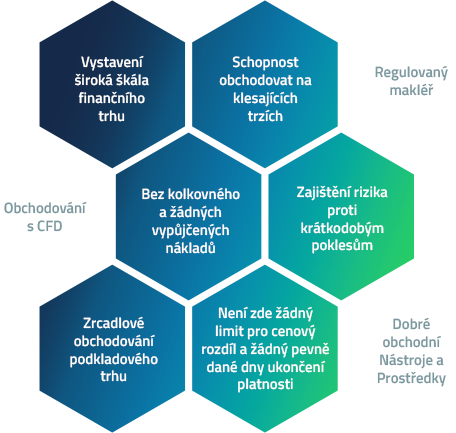 Vystavení
široká škála
finančního
trhu
Schopnost
obchodovat na
klesajících
trzích
Regulovaný
makléř
Obchodování
s CFD
Bez kolkovného
a žádných
vypůjčených
nákladů
Zajištění rizika
proti
krátkodobým
poklesům
Zrcadlové
obchodování
podkladového
trhu
Není zde žádný
limit pro cenový
rozdíl a žádný pevně
dané dny ukončení
platnosti
Dobré
obchodní
Nástroje a
Prostředky